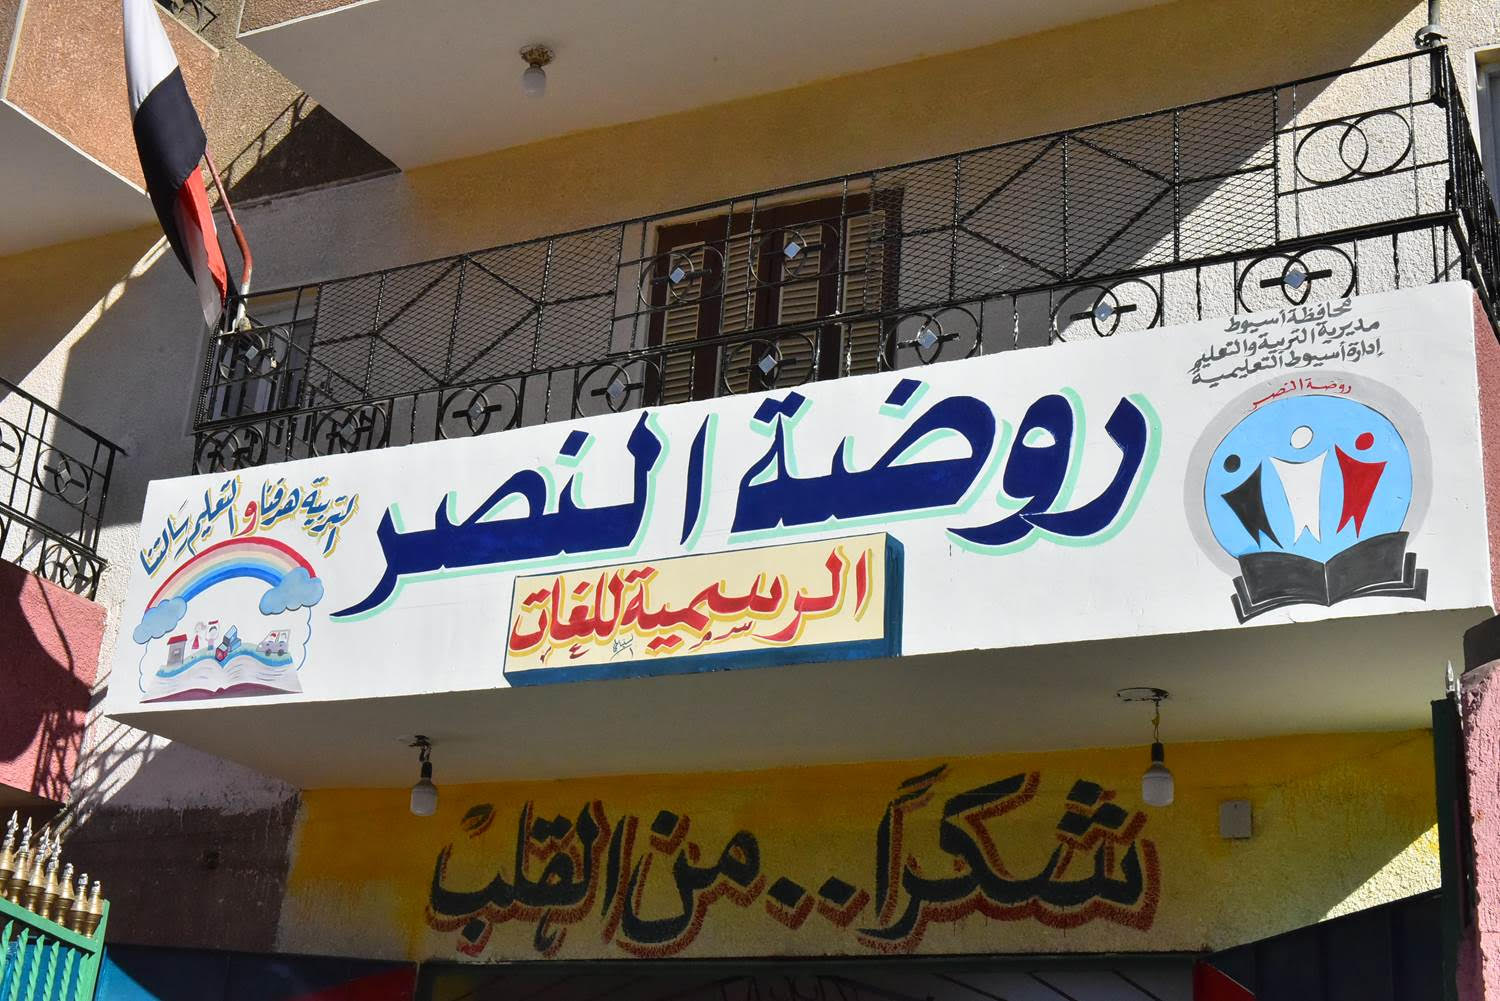 محافظة أسيوط
مديرية التربية والتعليم
إدارة أسيوط التعليمية
روضة النصر
روضة النصر
الرسمية للغات
التربية هدفنا والتعليم رسالتنا
شكراً.. من القلب